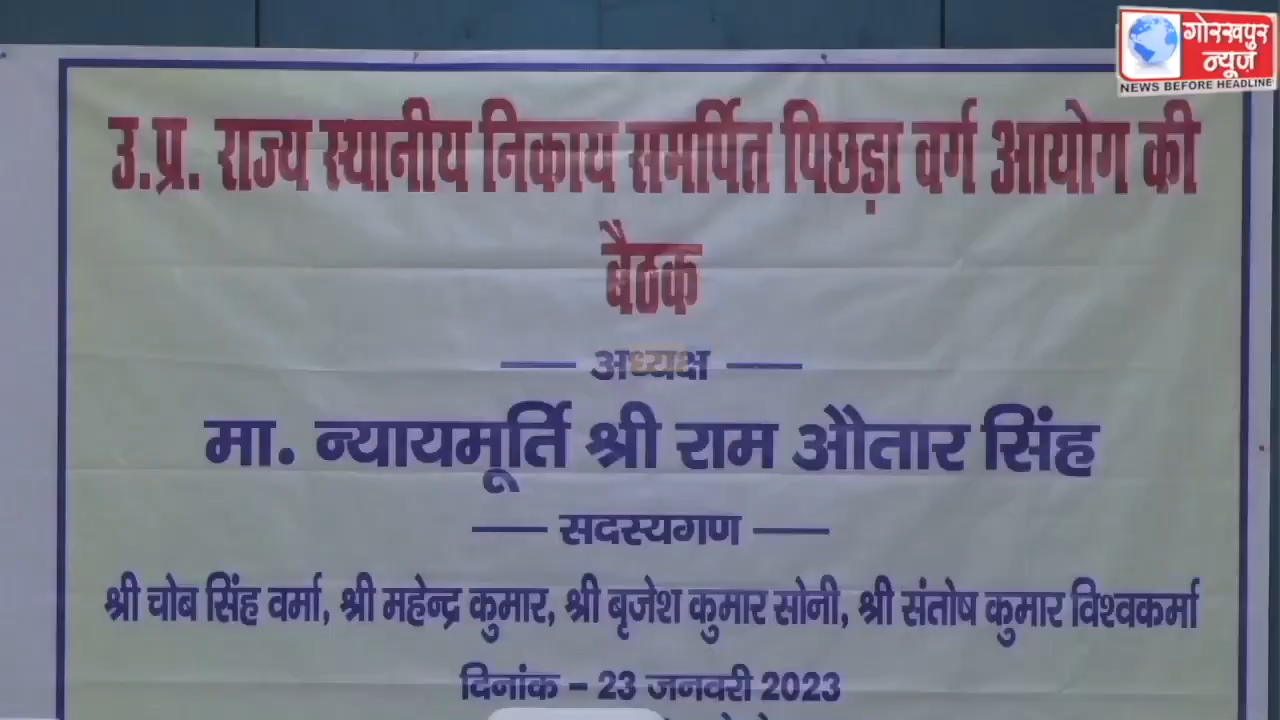 गोरखपुर
न्यूज़
NEWS BEFORE HEADLINE
उ.प्र. राज्य स्थानीय निकाय समर्पित पिछड़ा वर्ग आयोग की
बैठक
अध्यक्ष
मा. न्यायमूर्ति श्री राम औतार सिंह
सदस्यगण
श्री चोब सिंह वर्मा, श्री महेन्द्र कुमार, श्री बृजेश कुमार सोनी, श्री संतोष कुमार विश्वकर्मा
दिनांक – 23 जनवरी 2023